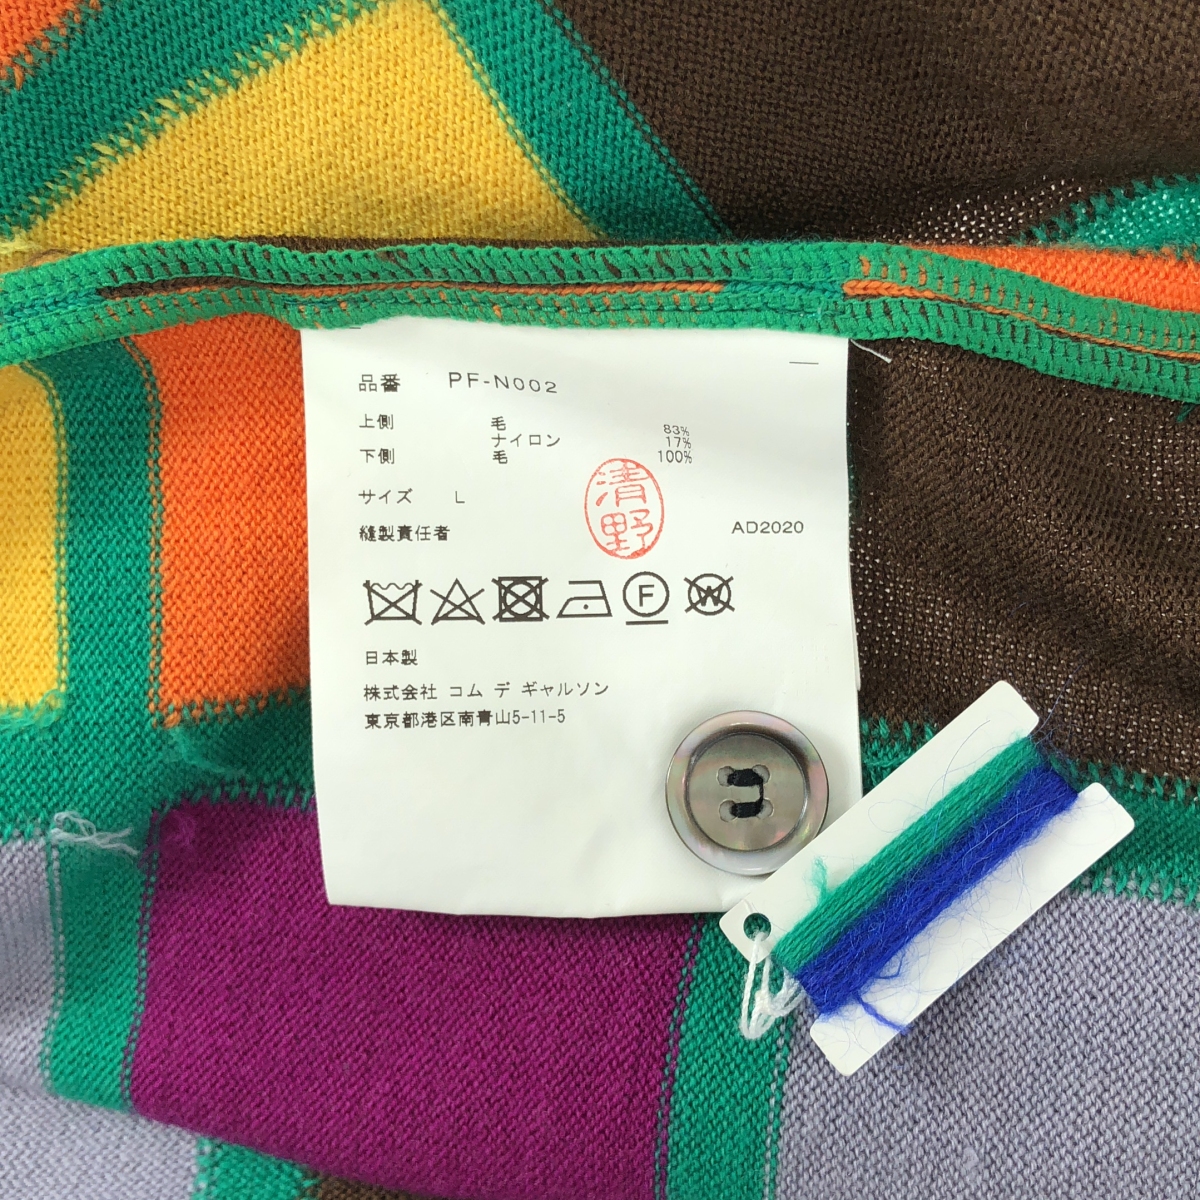 品番 PF-N002
上側 毛 83%
ナイロン 17%
下側 毛 100%
サイズ L
清野
縫製責任者 AD2020
F W
日本製
株式会社 コム デ ギャルソン
東京都港区南青山5-11-5